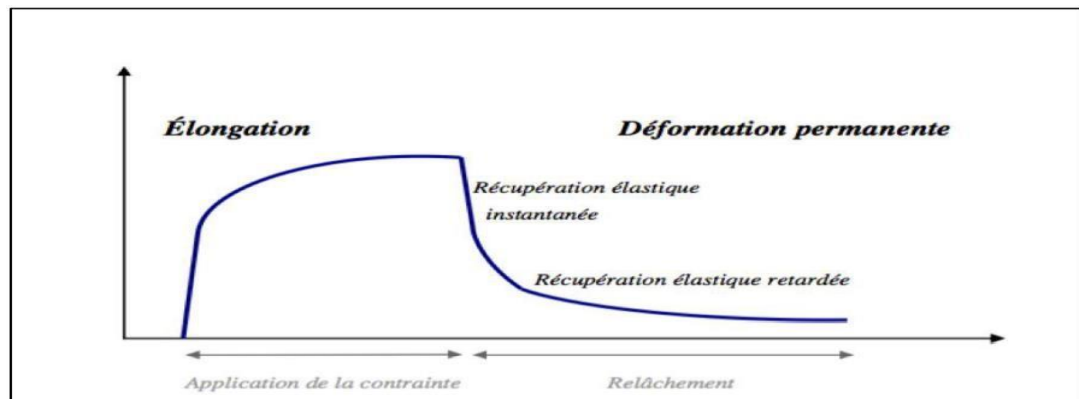 Élongation
Déformation permanente
Récupération élastique
instantanée
Récupération élastique retardée
Application de la contrainte
Relâchement